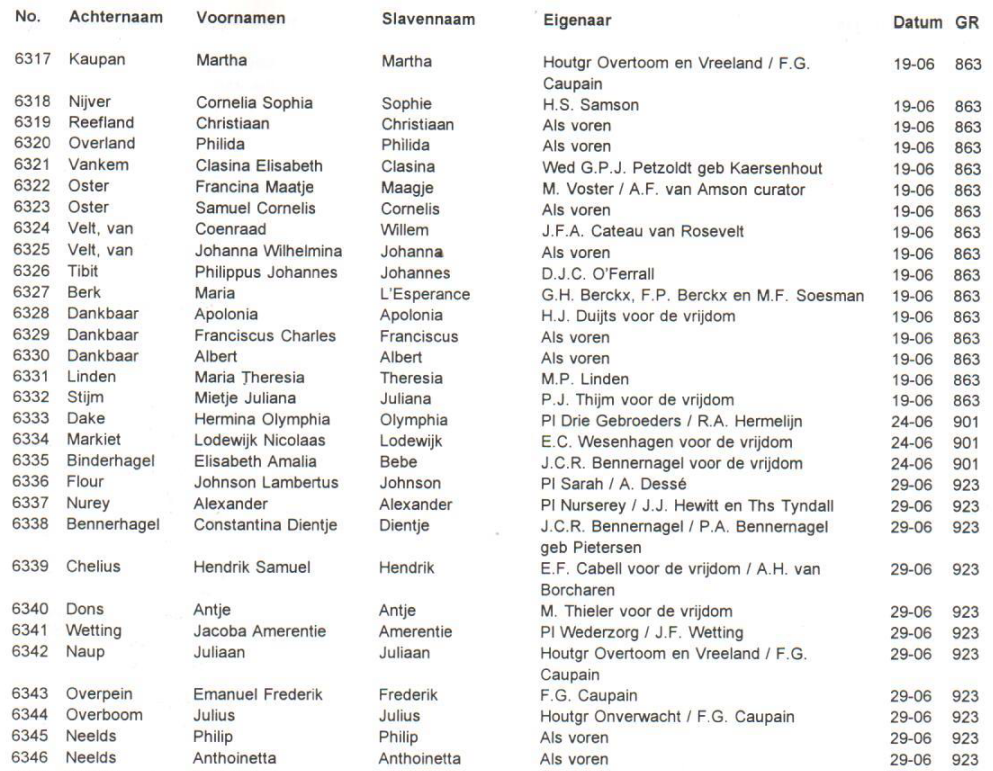 No. Achternaam Voornamen Slavennaam Eigenaar Datum GR
6317 Kaupan Martha Martha Houtgr Overtoom en Vreeland / F.G. 19-06 863
Caupain
6318 Nijver Cornelia Sophia Sophie H.S. Samson 19-06 863
6319 Reefland Christiaan Christiaan Als voren 19-06 863
6320 Overland Philida Philida Als voren 19-06 863
6321 Vankem Clasina Elisabeth Clasina Wed G.P.J. Petzoldt geb Kaersenhout 19-06 863
6322 Oster Francina Maatje Maagje M. Voster / A.F. van Amson curator 19-06 863
6323 Oster Samuel Cornelis Cornelis Als voren 19-06 863
6324 Velt, van Coenraad Willem J.F.A. Cateau van Rosevelt 19-06 863
6325 Velt, van Johanna Wilhelmina Johanna Als voren 19-06 863
6326 Tibit Philippus Johannes Johannes D.J.C. O'Ferrall 19-06 863
6327 Berk Maria L'Esperance G.H. Berckx, F.P. Berckx en M.F. Soesman 19-06 863
6328 Dankbaar Apolonia Apolonia H.J. Duijts voor de vrijdom 19-06 863
6329 Dankbaar Franciscus Charles Franciscus Als voren 19-06 863
6330 Dankbaar Albert Albert Als voren 19-06 863
6331 Linden Maria Theresia Theresia M.P. Linden 19-06 863
6332 Stijm Mietje Juliana Juliana P.J. Thijm voor de vrijdom 19-06 863
6333 Dake Hermina Olymphia Olymphia Pl Drie Gebroeders / R.A. Hermelijn 24-06 901
6334 Markiet Lodewijk Nicolaas Lodewijk E.C. Wesenhagen voor de vrijdom 24-06 901
6335 Binderhagel Elisabeth Amalia Bebe J.C.R. Bennernagel voor de vrijdom 24-06 901
6336 Flour Johnson Lambertus Johnson Pl Sarah / A. Dessé 29-06 923
6337 Nurey Alexander Alexander Pl Nurserey / J.J. Hewitt en Ths Tyndall 29-06 923
6338 Bennerhagel Constantina Dientje Dientje J.C.R. Bennernagel / P.A. Bennernagel 29-06 923
geb Pietersen
6339 Chelius Hendrik Samuel Hendrik E.F. Cabell voor de vrijdom / A.H. van 29-06 923
Borcharen
6340 Dons Antje Antje M. Thieler voor de vrijdom 29-06 923
6341 Wetting Jacoba Amerentie Amerentie Pl Wederzorg / J.F. Wetting 29-06 923
6342 Naup Juliaan Juliaan Houtgr Overtoom en Vreeland / F.G. 29-06 923
Caupain
6343 Overpein Emanuel Frederik Frederik F.G. Caupain 29-06 923
6344 Overboom Julius Julius Houtgr Onverwacht / F.G. Caupain 29-06 923
6345 Neelds Philip Philip Als voren 29-06 923
6346 Neelds Anthoinetta Anthoinetta Als voren 29-06 923